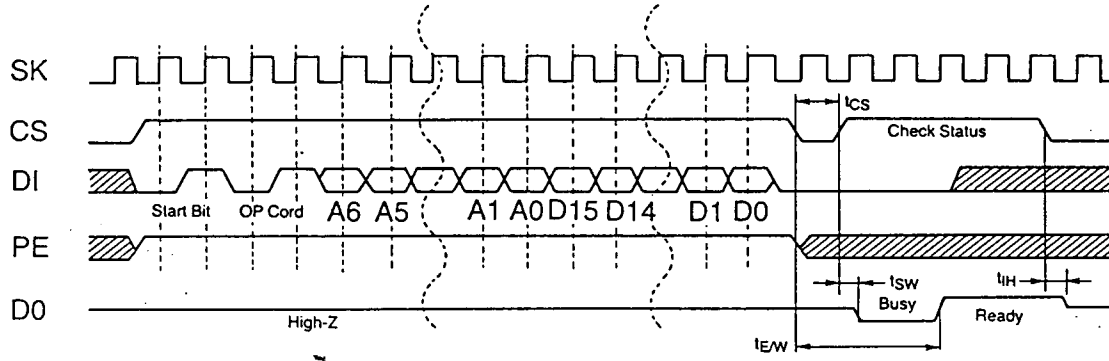 SK
CS
tCS
Check Status
DI
Start Bit OP Cord A6 A5 A1 A0 D15 D14 D1 D0
PE
tSW tIH
D0
High-Z Busy Ready
tE/W